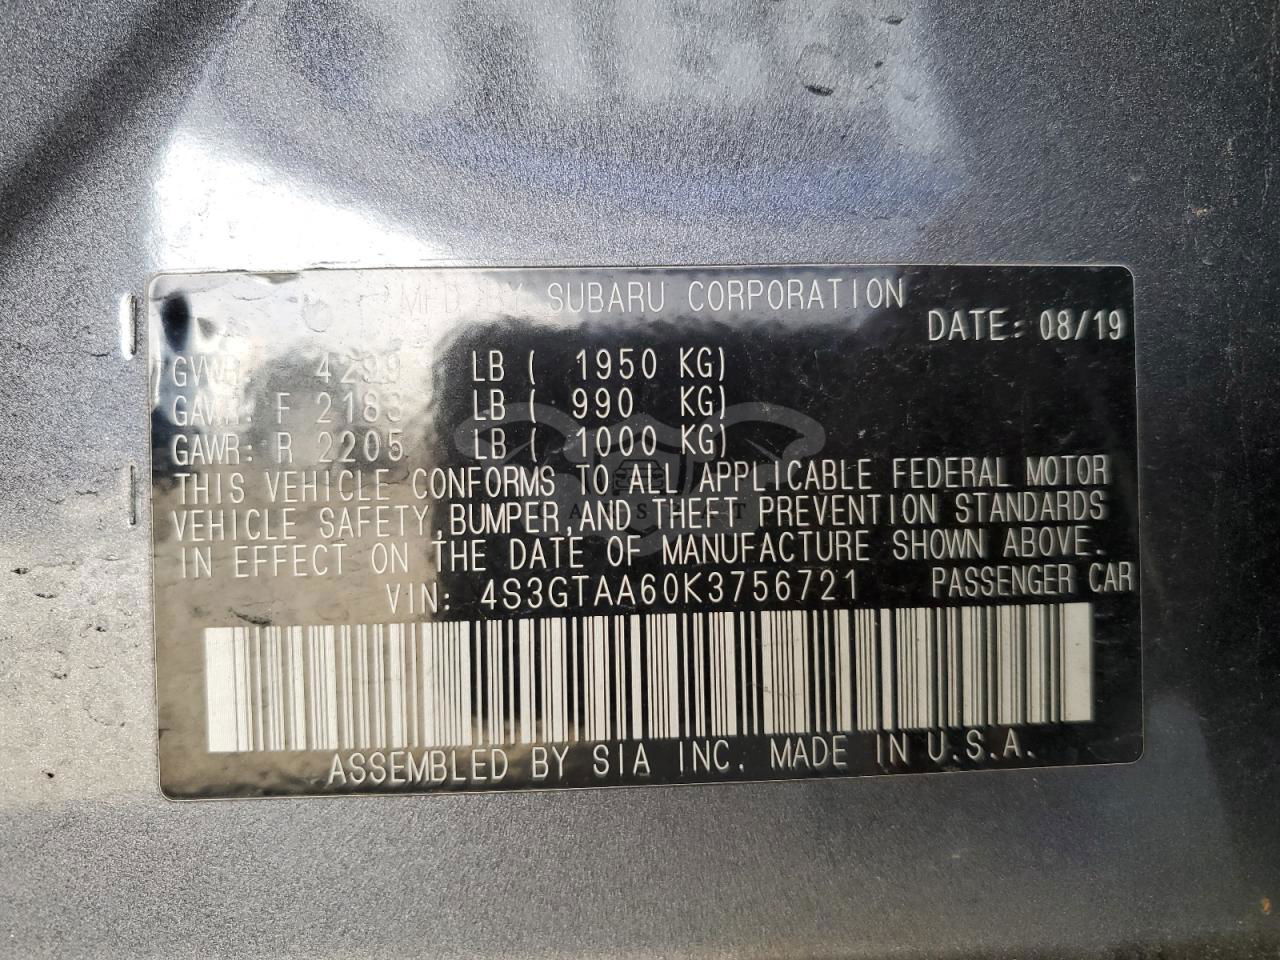 MFD BY SUBARU CORPORATION
DATE: 08/19
GVWR: 4299 LB ( 1950 KG)
GAWR: F 2183 LB ( 990 KG)
GAWR: R 2205 LB ( 1000 KG)
THIS VEHICLE CONFORMS TO ALL APPLICABLE FEDERAL MOTOR
VEHICLE SAFETY, BUMPER, AND THEFT PREVENTION STANDARDS
IN EFFECT ON THE DATE OF MANUFACTURE SHOWN ABOVE.
VIN: 4S3GTAA60K3756721 PASSENGER CAR
ASSEMBLED BY SIA INC. MADE IN U.S.A.